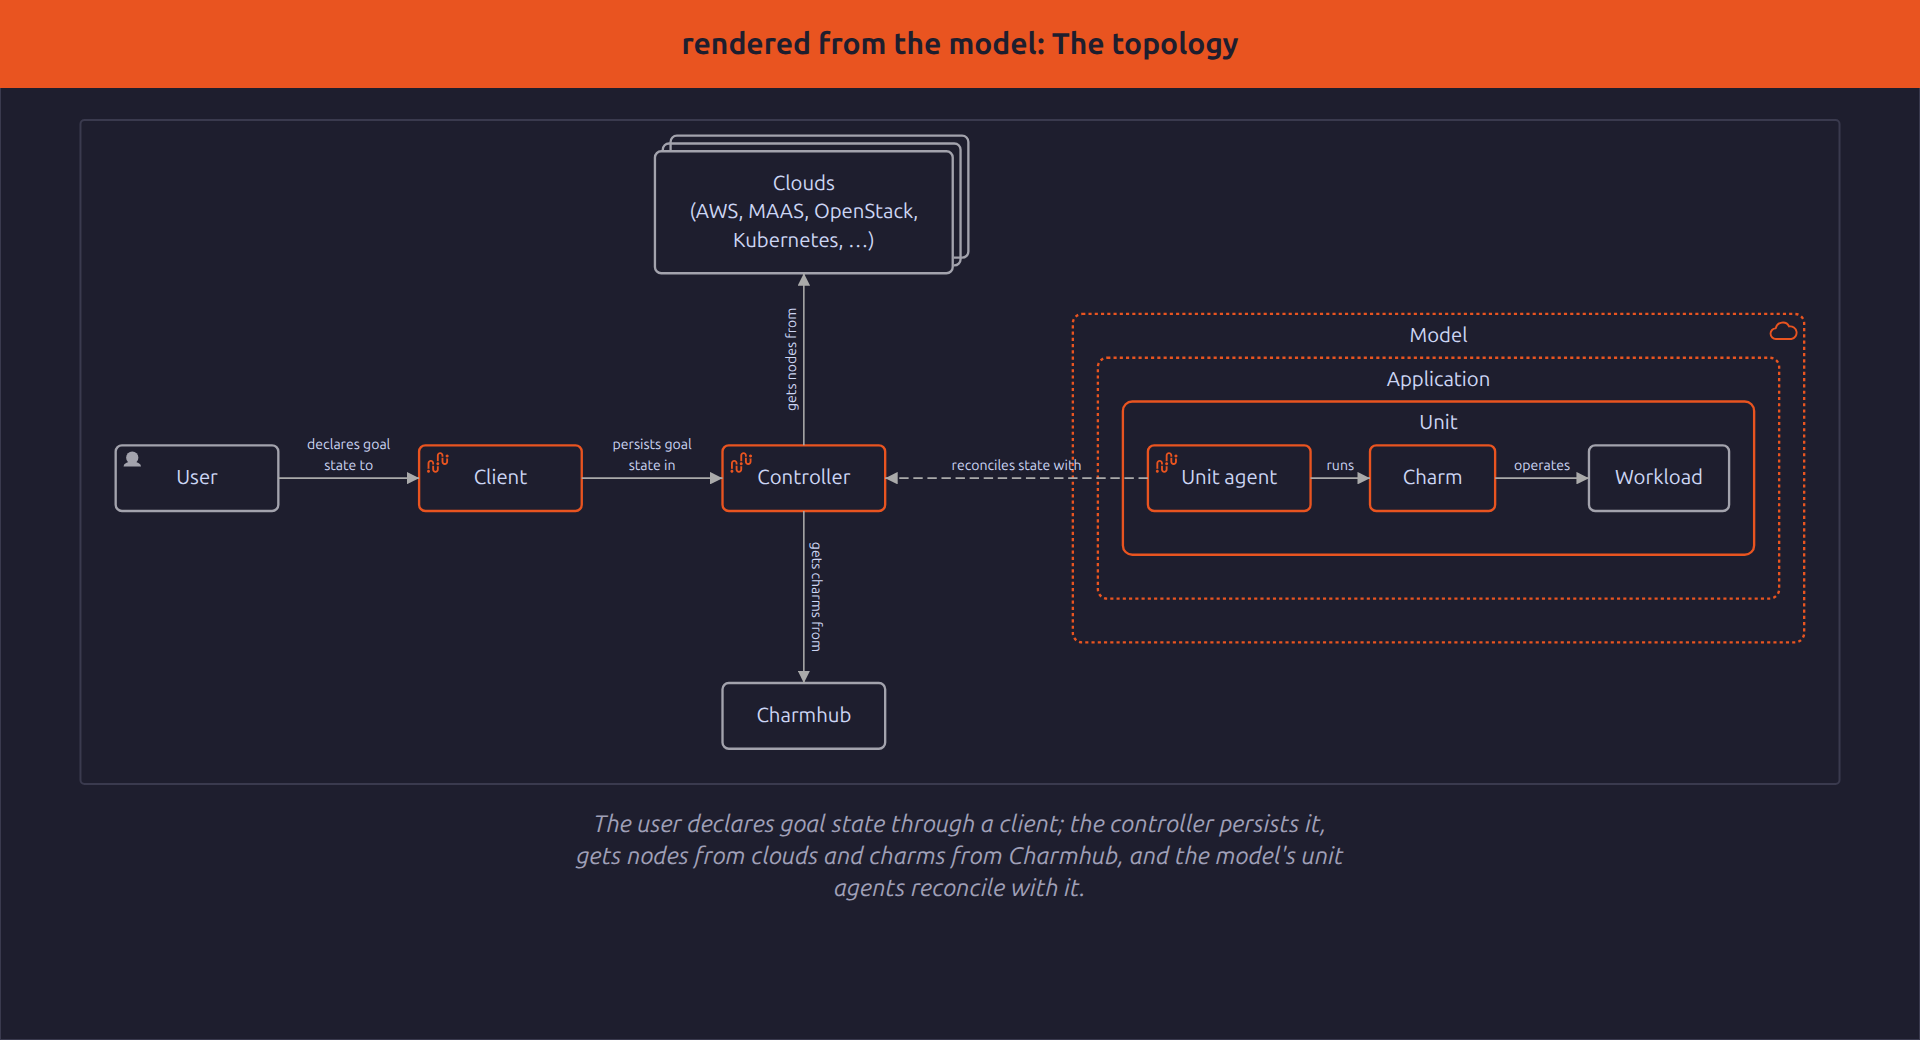 rendered from the model: The topology
Clouds
(AWS, MAAS, OpenStack,
Kubernetes, …)
gets nodes from
Model
Application
Unit
User
declares goal
state to
Client
persists goal
state in
Controller
reconciles state with
Unit agent
runs
Charm
operates
Workload
gets charms from
Charmhub
The user declares goal state through a client; the controller persists it,
gets nodes from clouds and charms from Charmhub, and the model's unit
agents reconcile with it.